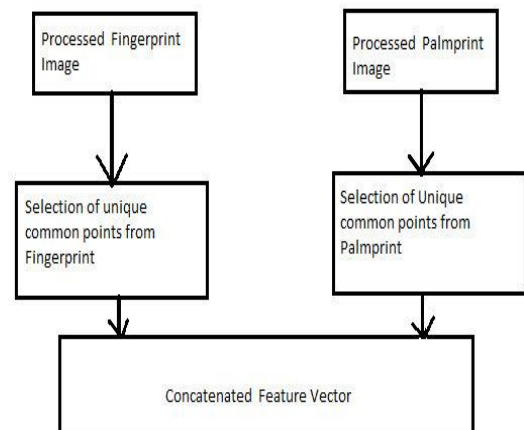 Processed Fingerprint
Image
Processed Palmprint
Image
Selection of unique
common points from
Fingerprint
Selection of Unique
common points from
Palmprint
Concatenated Feature Vector